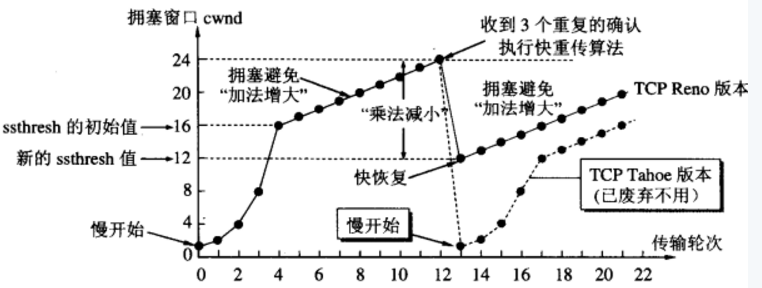 拥塞窗口 cwnd
收到 3 个重复的确认
执行快重传算法
24
20
16
12
8
4
0
拥塞避免
“加法增大”
“乘法减小”
拥塞避免
“加法增大”
TCP Reno 版本
ssthresh 的初始值
新的 ssthresh 值
快恢复
TCP Tahoe 版本
(已废弃不用)
慢开始
慢开始
传输轮次
0 2 4 6 8 10 12 14 16 18 20 22